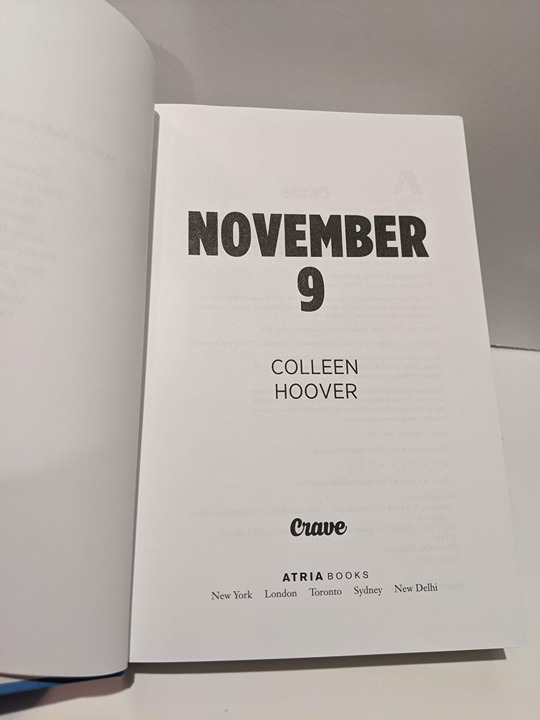 NOVEMBER
9
COLLEEN
HOOVER
Crave
ATRIA BOOKS
New York London Toronto Sydney New Delhi